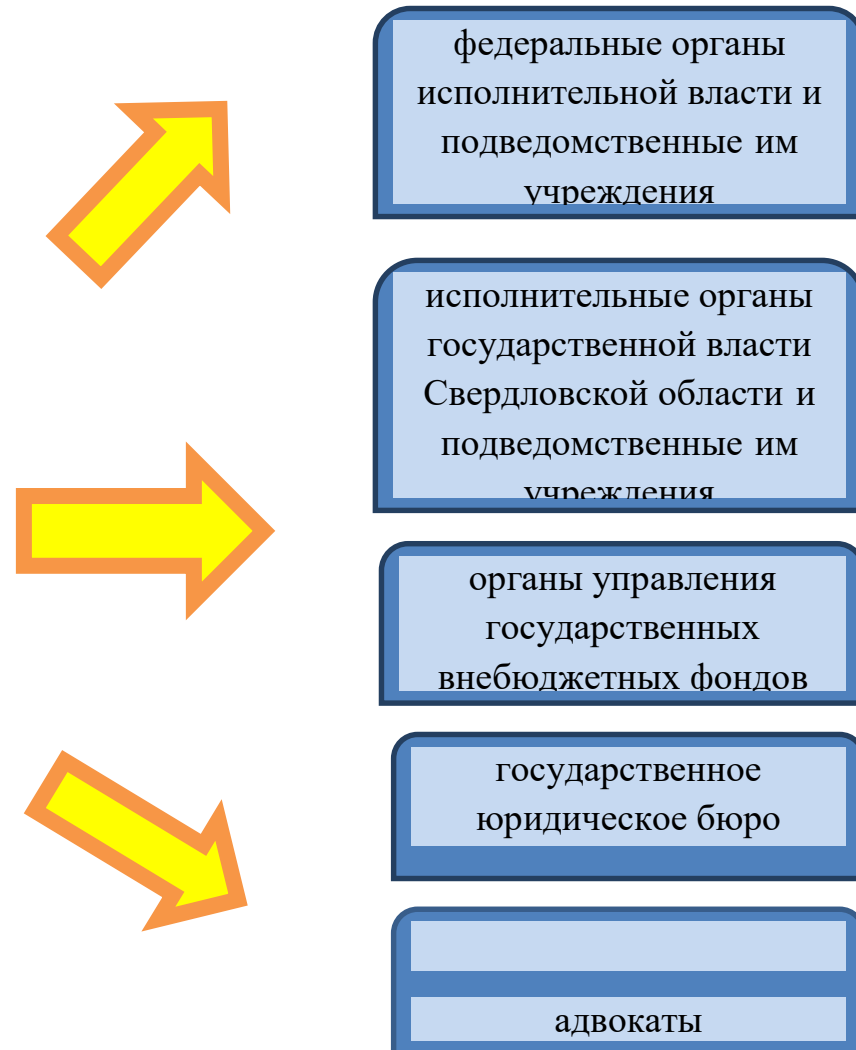 федеральные органы
исполнительной власти и
подведомственные им
учреждения
исполнительные органы
государственной власти
Свердловской области и
подведомственные им
учреждения
органы управления
государственных
внебюджетных фондов
государственное
юридическое бюро
адвокаты